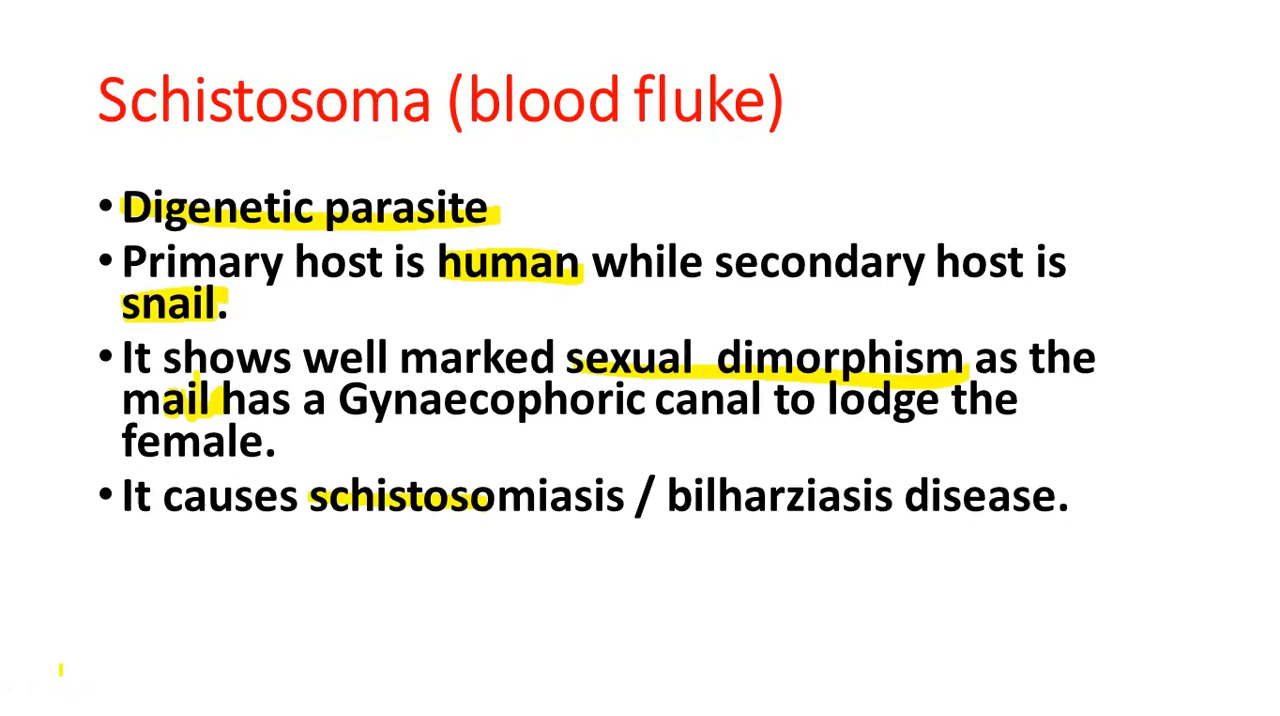 Schistosoma (blood fluke)
• Digenetic parasite
• Primary host is human while secondary host is
snail.
• It shows well marked sexual  dimorphism as the
mail has a Gynaecophoric canal to lodge the
female.
• It causes schistosomiasis / bilharziasis disease.